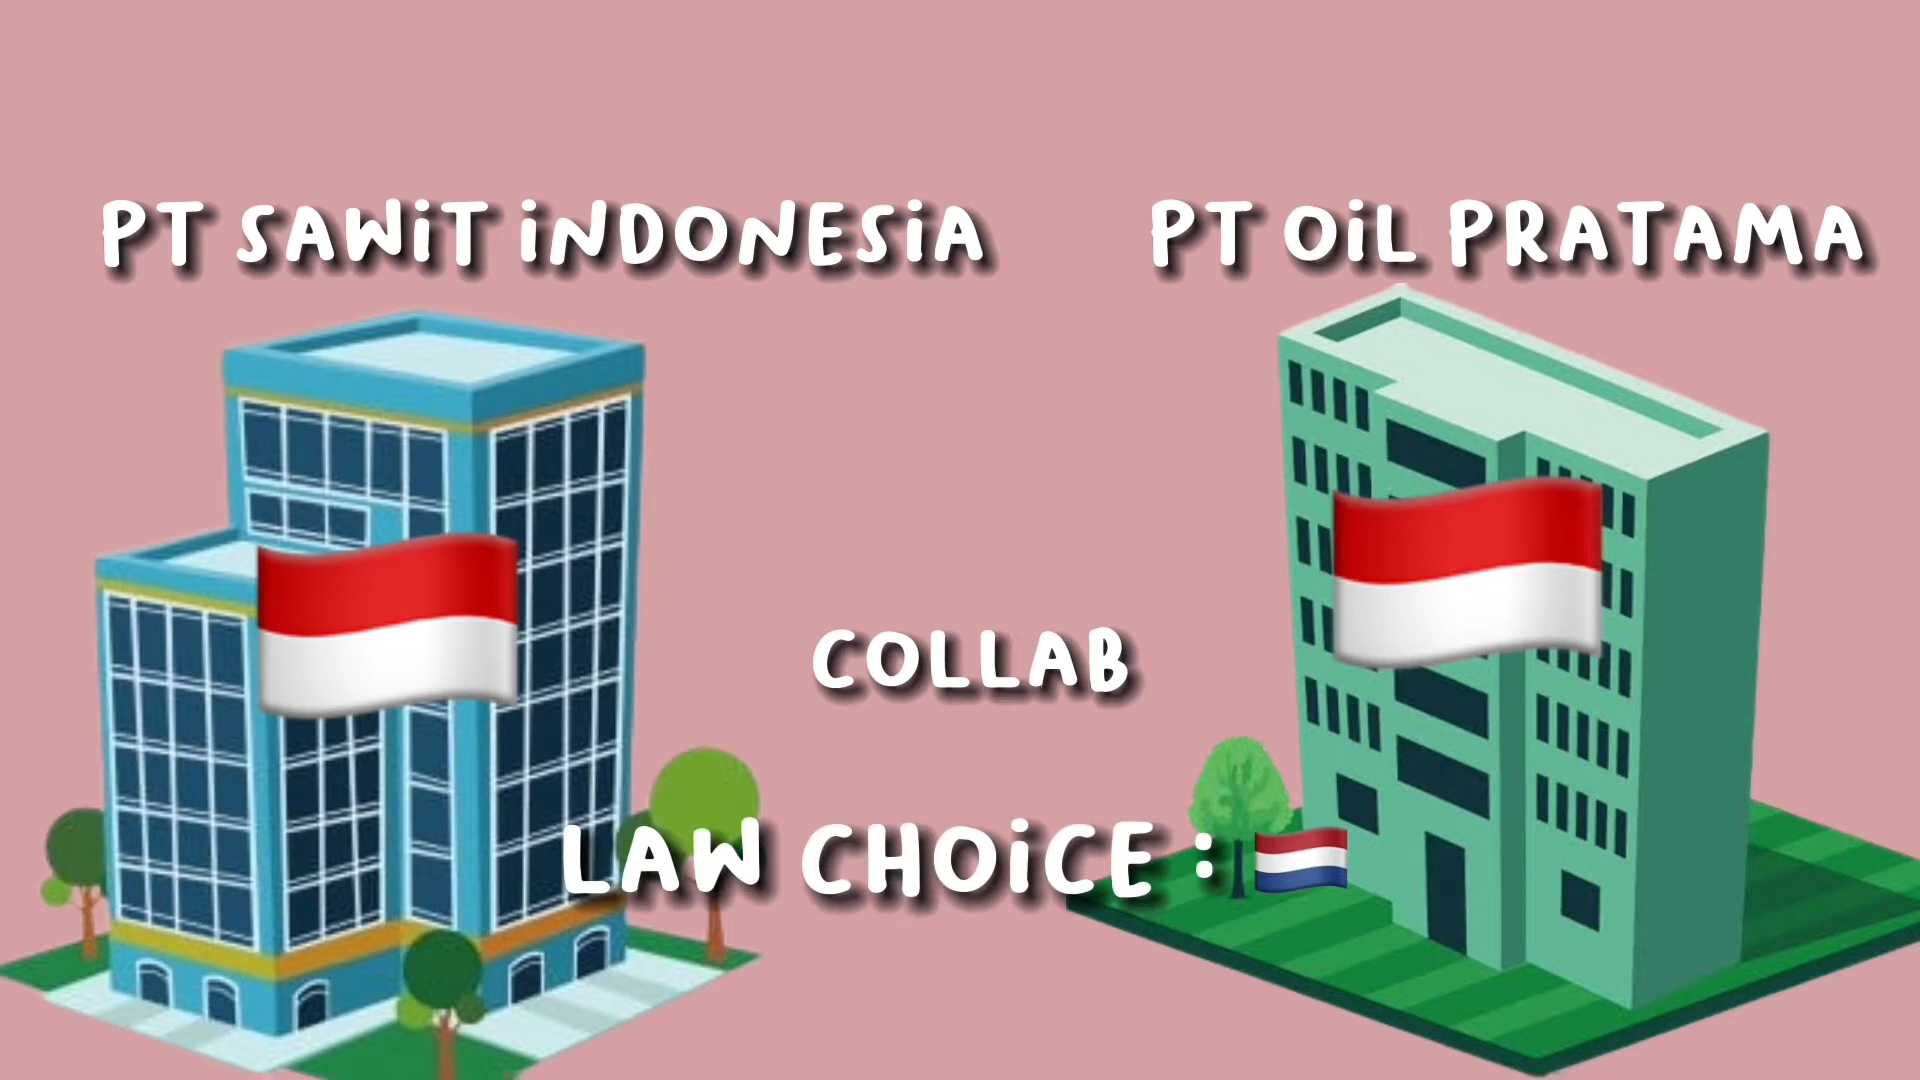 PT SAWiT iNDONESiA
PT OiL PRATAMA
COLLAB
LAW CHOiCE :